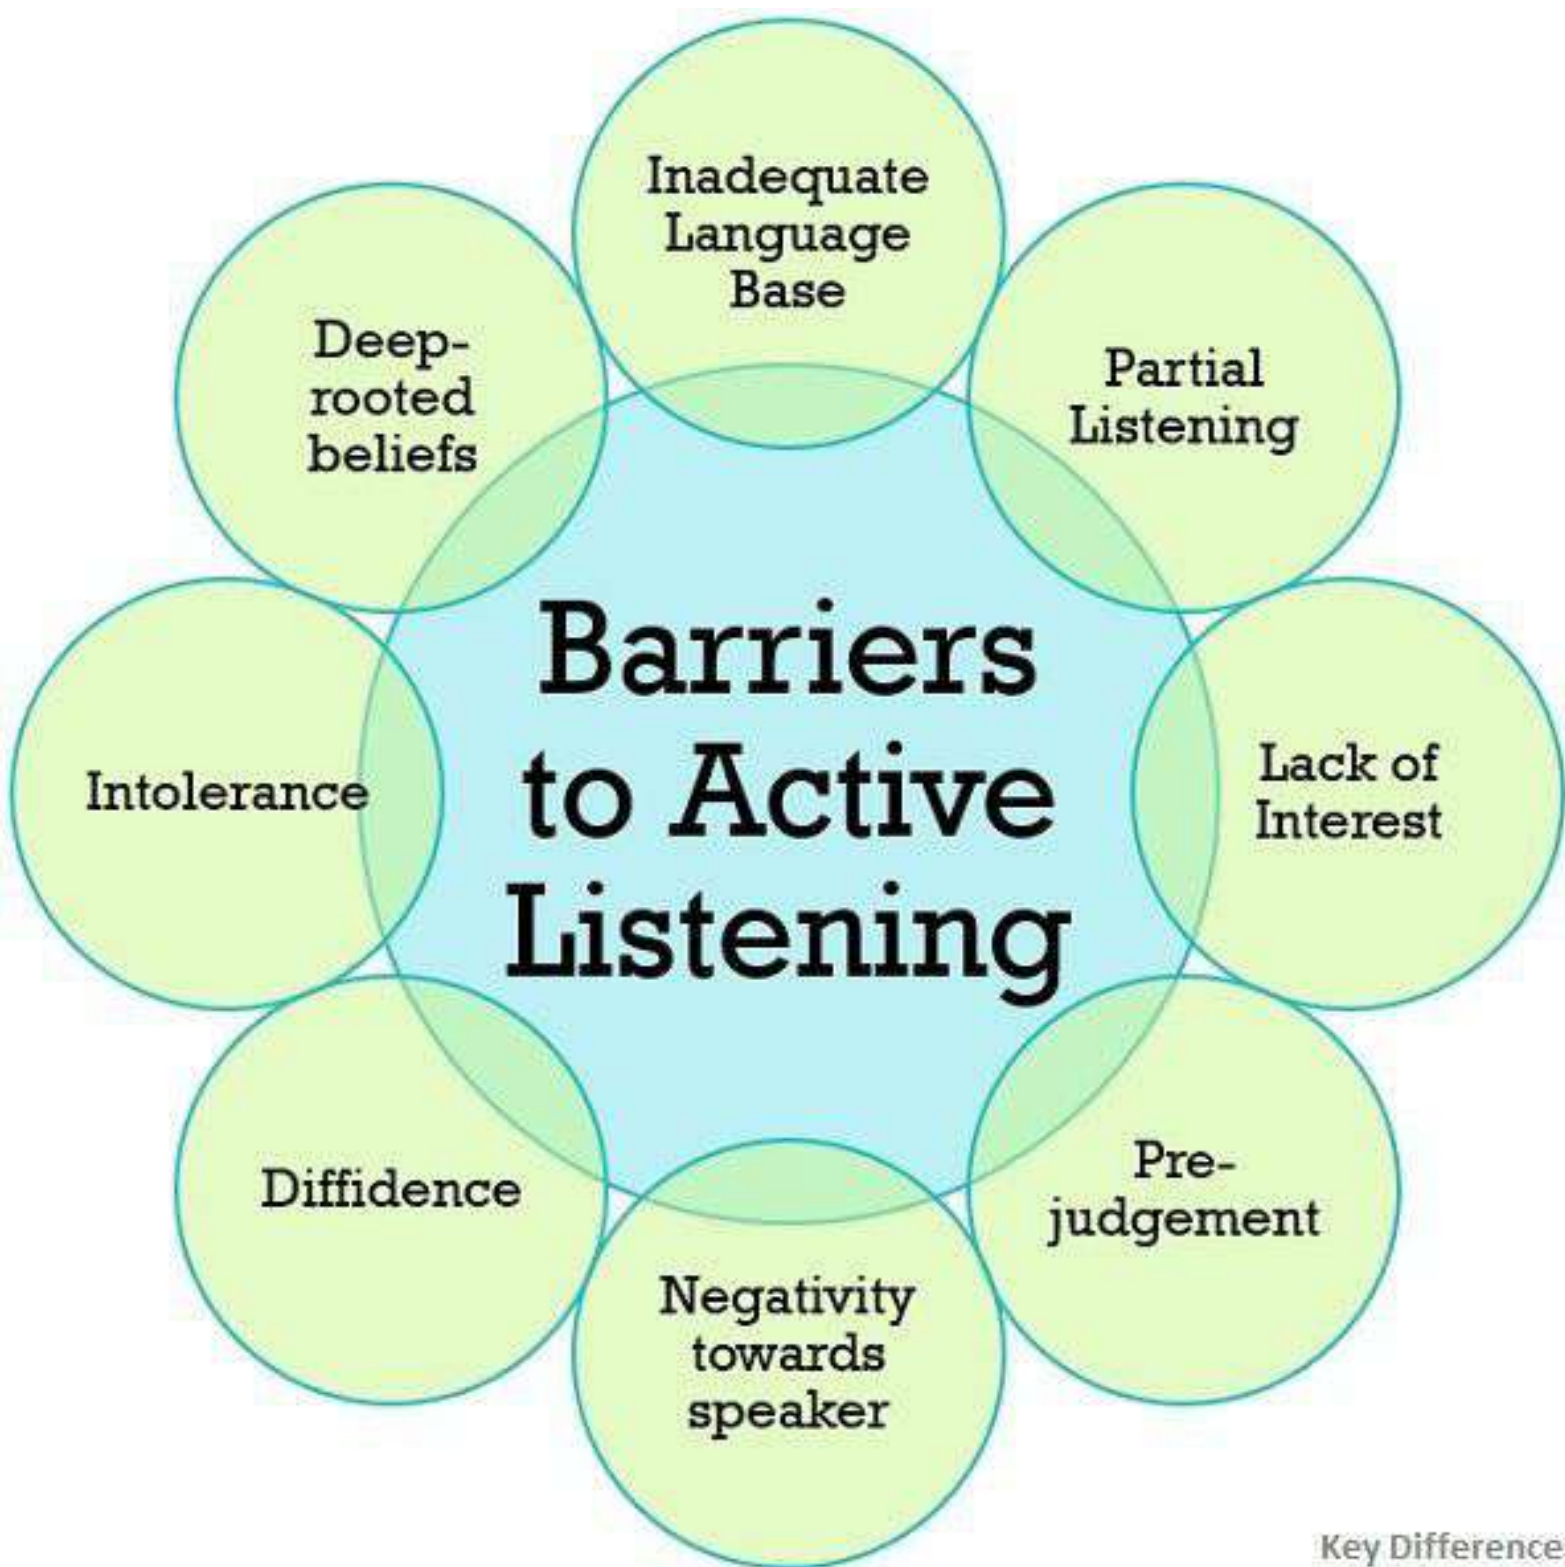 Inadequate
Language
Base
Partial
Listening
Lack of
Interest
Pre-
judgement
Negativity
towards
speaker
Diffidence
Intolerance
Deep-
rooted
beliefs
Barriers
to Active
Listening
Key Difference